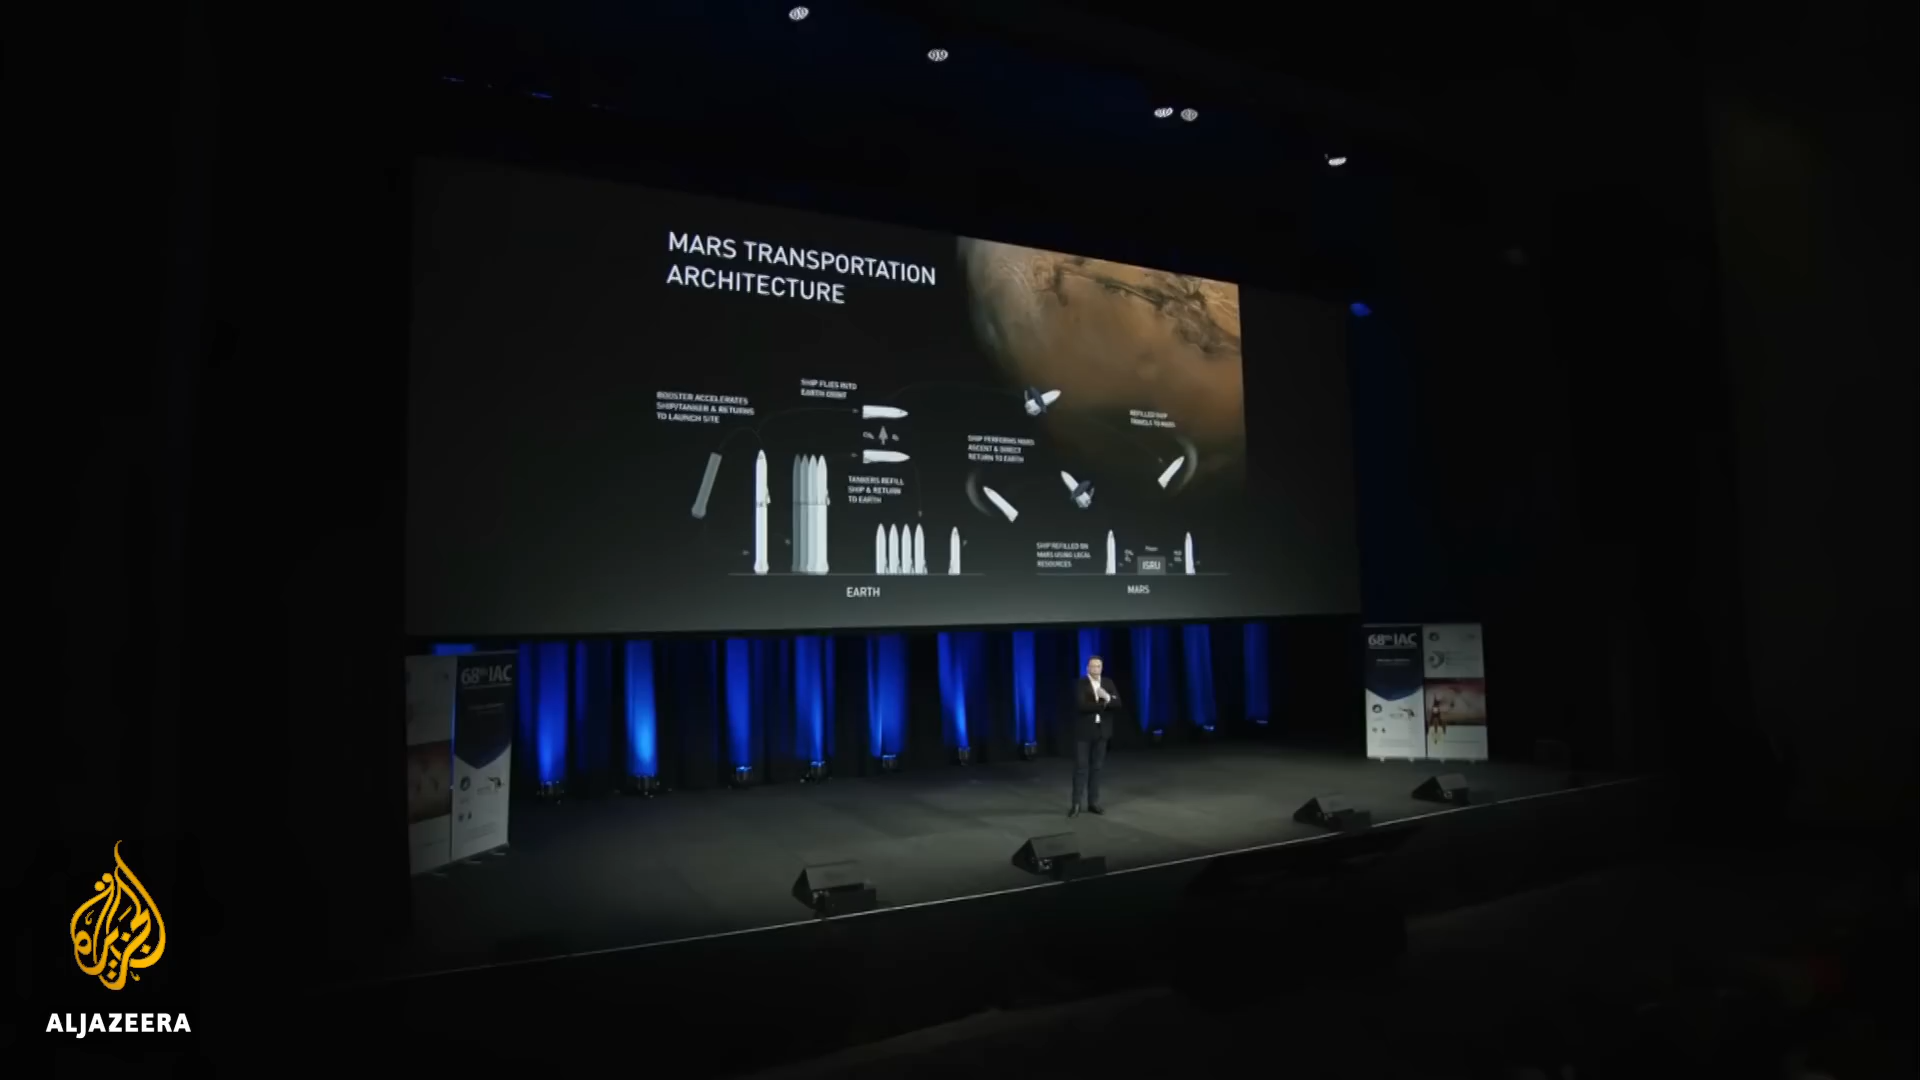 MARS TRANSPORTATION
ARCHITECTURE
BOOSTER ACCELERATES
SHIP/TANKER & RETURNS
TO LAUNCH SITE
SHIP FLIES INTO
EARTH ORBIT
TANKERS REFILL
SHIP & RETURN
TO EARTH
SHIP PERFORMS MARS
ASCENT & DIRECT
RETURN TO EARTH
REFILLED SHIP
TRAVELS TO MARS
SHIP REFILLED ON
MARS USING LOCAL
RESOURCES
ISRU
EARTH
MARS
68th IAC
68th IAC
الجزيرة
ALJAZEERA